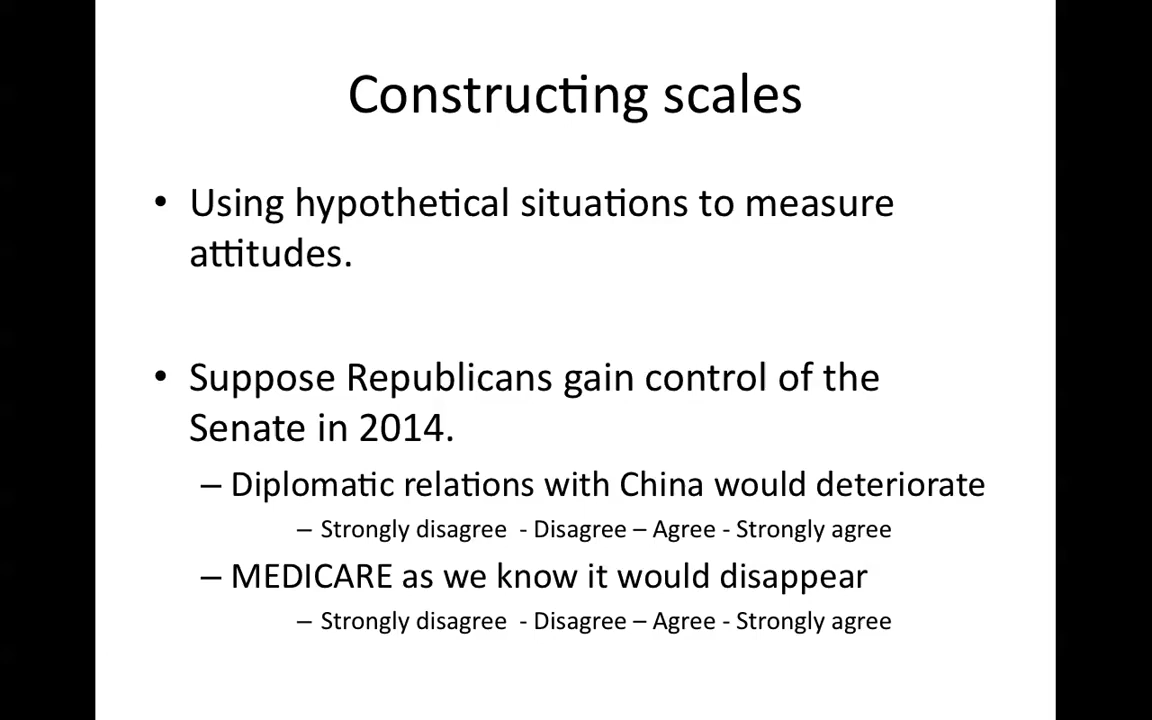 Constructing scales
• Using hypothetical situations to measure
attitudes.
• Suppose Republicans gain control of the
Senate in 2014.
– Diplomatic relations with China would deteriorate
– Strongly disagree - Disagree – Agree - Strongly agree
– MEDICARE as we know it would disappear
– Strongly disagree - Disagree – Agree - Strongly agree